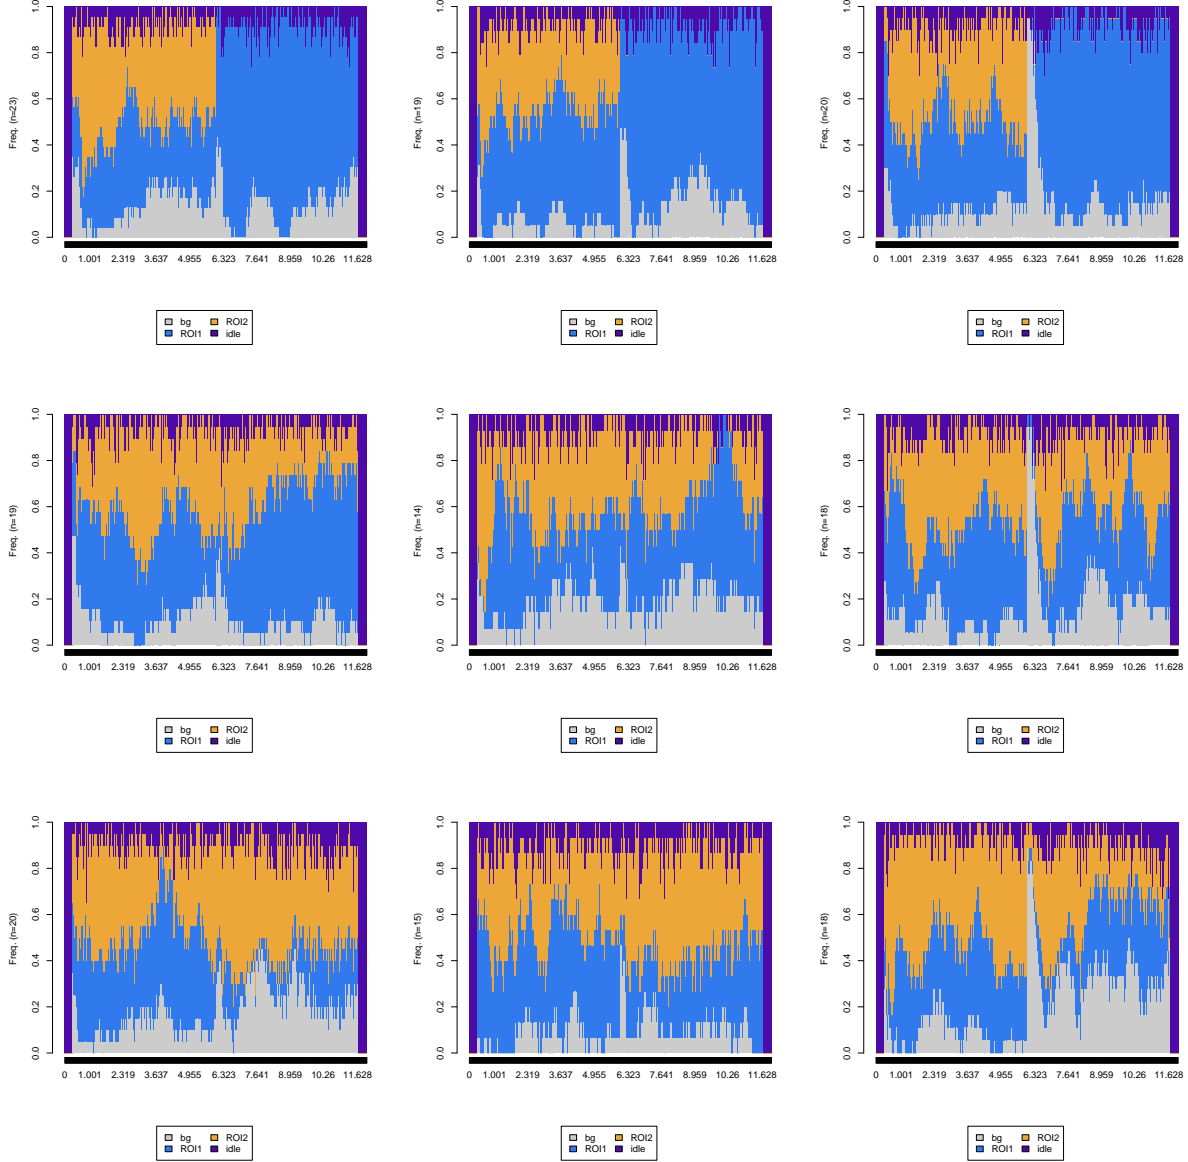 Freq. (n=23)
0.0 0.2 0.4 0.6 0.8 1.0
0 1.001 2.319 3.637 4.955 6.323 7.641 8.959 10.26 11.628
bg ROI2
ROI1 idle
Freq. (n=19)
0.0 0.2 0.4 0.6 0.8 1.0
0 1.001 2.319 3.637 4.955 6.323 7.641 8.959 10.26 11.628
bg ROI2
ROI1 idle
Freq. (n=20)
0.0 0.2 0.4 0.6 0.8 1.0
0 1.001 2.319 3.637 4.955 6.323 7.641 8.959 10.26 11.628
bg ROI2
ROI1 idle
Freq. (n=19)
0.0 0.2 0.4 0.6 0.8 1.0
0 1.001 2.319 3.637 4.955 6.323 7.641 8.959 10.26 11.628
bg ROI2
ROI1 idle
Freq. (n=14)
0.0 0.2 0.4 0.6 0.8 1.0
0 1.001 2.319 3.637 4.955 6.323 7.641 8.959 10.26 11.628
bg ROI2
ROI1 idle
Freq. (n=18)
0.0 0.2 0.4 0.6 0.8 1.0
0 1.001 2.319 3.637 4.955 6.323 7.641 8.959 10.26 11.628
bg ROI2
ROI1 idle
Freq. (n=20)
0.0 0.2 0.4 0.6 0.8 1.0
0 1.001 2.319 3.637 4.955 6.323 7.641 8.959 10.26 11.628
bg ROI2
ROI1 idle
Freq. (n=15)
0.0 0.2 0.4 0.6 0.8 1.0
0 1.001 2.319 3.637 4.955 6.323 7.641 8.959 10.26 11.628
bg ROI2
ROI1 idle
Freq. (n=18)
0.0 0.2 0.4 0.6 0.8 1.0
0 1.001 2.319 3.637 4.955 6.323 7.641 8.959 10.26 11.628
bg ROI2
ROI1 idle